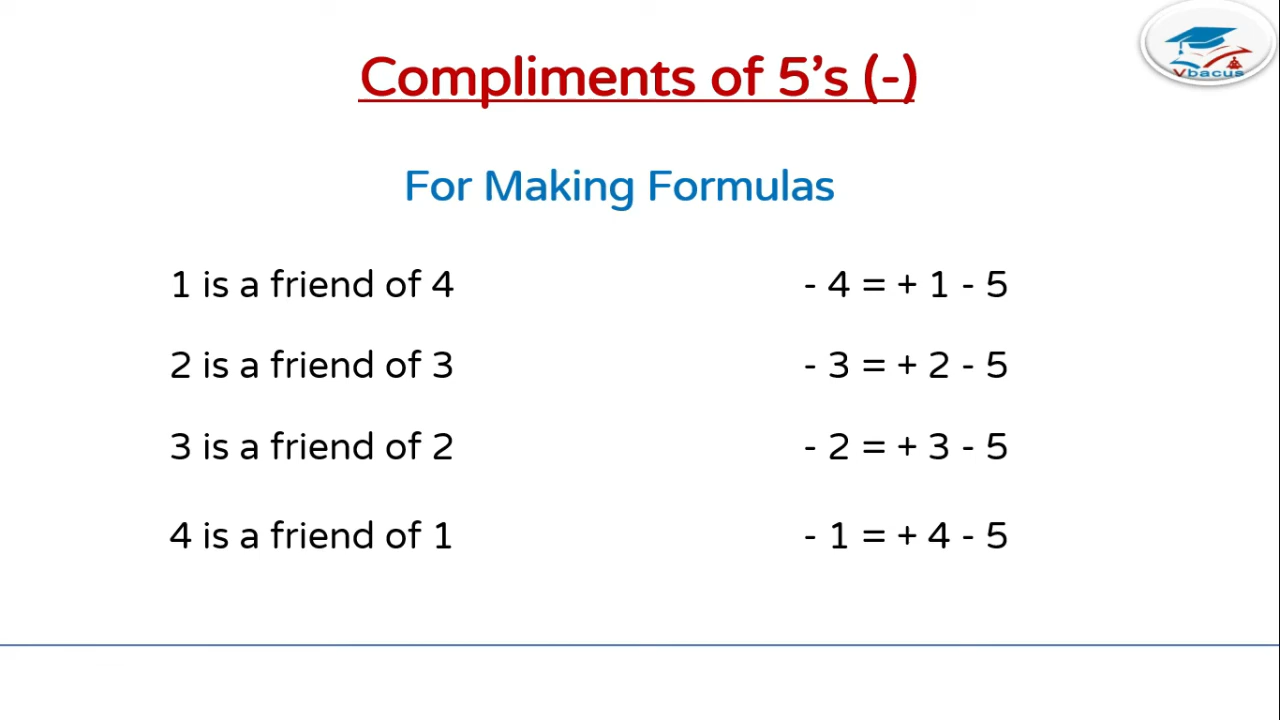 Vbacus
Compliments of 5’s (-)
For Making Formulas
1 is a friend of 4
- 4 = + 1 - 5
2 is a friend of 3
- 3 = + 2 - 5
3 is a friend of 2
- 2 = + 3 - 5
4 is a friend of 1
- 1 = + 4 - 5